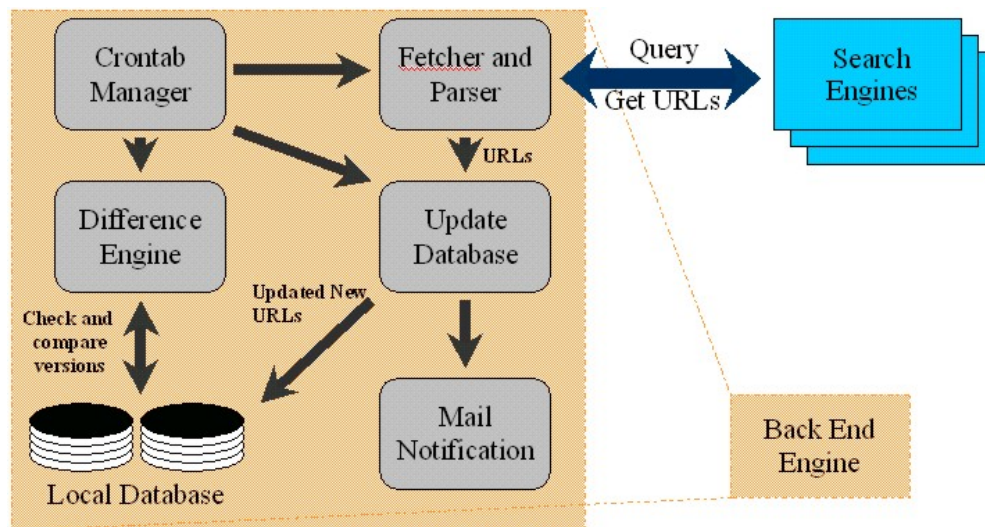 Crontab
Manager
Fetcher and
Parser
Query
Get URLs
Search
Engines
URLs
Difference
Engine
Update
Database
Updated New
URLs
Check and
compare
versions
Mail
Notification
Local Database
Back End
Engine